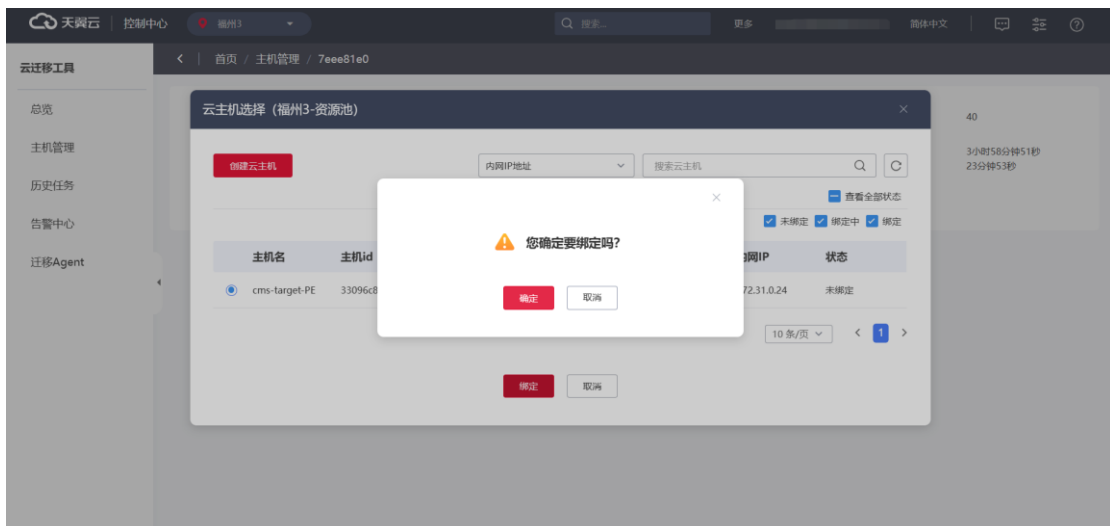 天翼云 控制中心 福州3 搜索... 更多 简体中文
云迁移工具
首页 / 主机管理 / 7eee81e0
总览
主机管理
历史任务
告警中心
迁移Agent
云主机选择（福州3-资源池）
40
3小时58分钟51秒
23分钟53秒
创建云主机 内网IP地址 搜索云主机
查看全部状态
未绑定 绑定中 绑定
您确定要绑定吗?
主机名 主机id 网IP 状态
cms-target-PE 33096c8 72.31.0.24 未绑定
确定 取消
10 条/页 1
绑定 取消